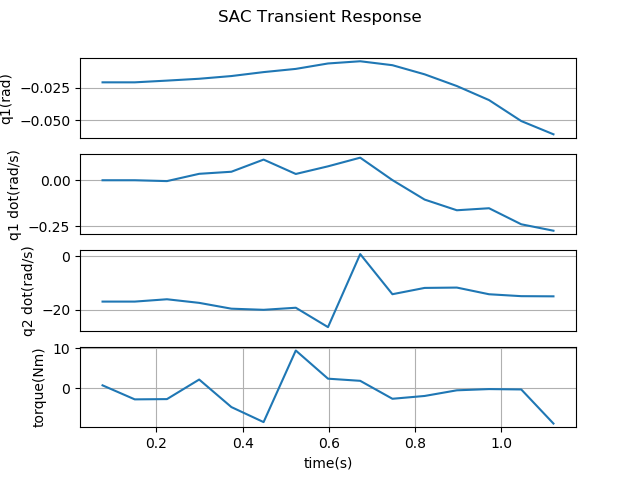 SAC Transient Response
q1(rad)
−0.025
−0.050
q1 dot(rad/s)
0.00
−0.25
q2 dot(rad/s)
0
−20
torque(Nm)
10
0
0.2 0.4 0.6 0.8 1.0
time(s)